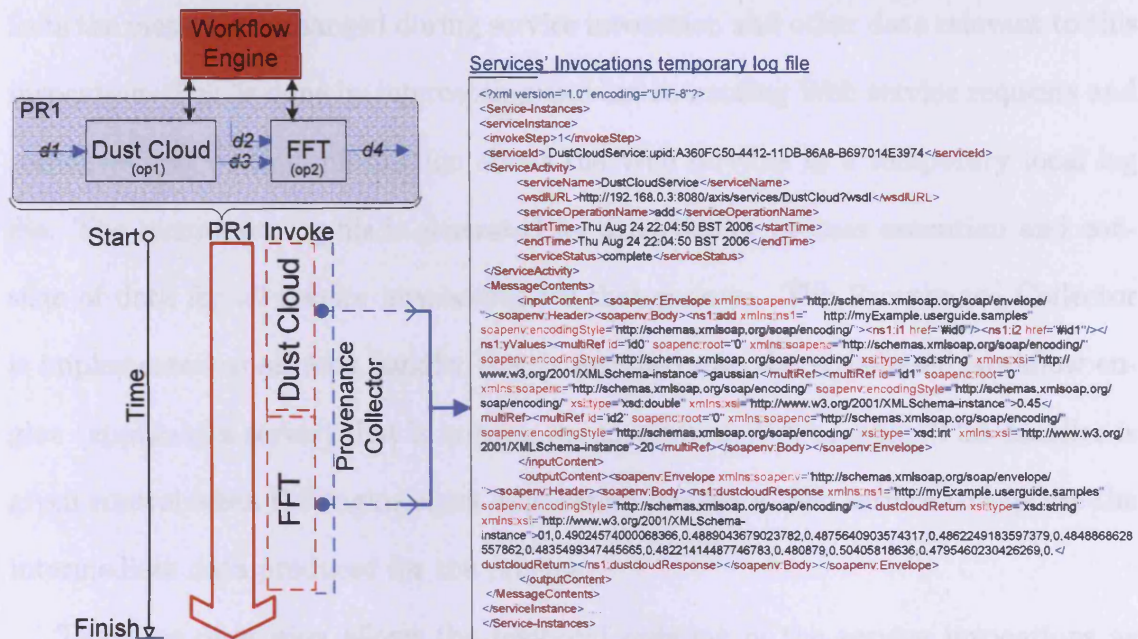 Workflow
Engine
PR1
d1
Dust Cloud
(op1)
d2
d3
FFT
(op2)
d4
Start
PR1 Invoke
Time
Dust Cloud
FFT
Provenance
Collector
Finish
Services' Invocations temporary log file
<?xml version="1.0" encoding="UTF-8"?>
<Service-Instances>
<serviceInstance>
<invokeStep>1</invokeStep>
<serviceId> DustCloudService : upid:A360FC50-4412-11DB-86A8-B697014E3974</serviceId>
<ServiceActivity>
<serviceName>DustCloudService</serviceName>
<wsdlURL>http://192.168.0.3:8080/axis/services/DustCloud?wsdl<wsdlURL>
<serviceOperationName>add</serviceOperationName>
<startTime>Thu Aug 24 22:04:50 BST 2006</startTime>
<endTime>Thu Aug 24 22:04:50 BST 2006</endTime>
<serviceStatus>complete</serviceStatus>
</ServiceActivity>
<MessageContents>
<inputContent> <soapenv:Envelope xmlns:soapenv="http://schemas.xmlsoap.org/soap/envelope/
"><soapenv:Header><soapenv:Body><ns1:add xmlns:ns1=" http://myExample.userguide.samples"
soapenv:encodingStyle="http://schemas.xmlsoap.org/soap/encoding/"><ns1:i1 href="#id0"/><ns1:i2 href="#id1"/></
ns1:yValues><multiRef id="id0" soapenc:root="0" xmlns:soapenc="http://schemas.xmlsoap.org/soap/encoding/"
soapenv:encodingStyle="http://schemas.xmlsoap.org/soap/encoding/" xsi:type="xsd:string" xmlns:xsi="http://
www.w3.org/2001/XMLSchema-instance">gaussian</multiRef><multiRef id="id1" soapenc:root="0"
xmlns:soapenc="http://schemas.xmlsoap.org/soap/encoding/" soapenv:encodingStyle="http://schemas.xmlsoap.org/
soap/encoding/" xsi:type="xsd:double" xmlns:xsi="http://www.w3.org/2001/XMLSchema-instance">0.45</
multiRef><multiRef id="id2" soapenc:root="0" xmlns:soapenc="http://schemas.xmlsoap.org/soap/encoding/"
soapenv:encodingStyle="http://schemas.xmlsoap.org/soap/encoding/" xsi:type="xsd:int" xmlns:xsi="http://www.w3.org/
2001/XMLSchema-instance">20</multiRef></soapenv:Body></soapenv:Envelope>
</inputContent>
<outputContent><soapenv:Envelope xmlns:soapenv="http://schemas.xmlsoap.org/soap/envelope/
"><soapenv:Header><soapenv:Body><ns1:dustcloudResponse xmlns:ns1="http://myExample.userguide.samples"
soapenv:encodingStyle="http://schemas.xmlsoap.org/soap/encoding/">< dustcloudReturn xsi:type="xsd:string"
xmlns:xsi="http://www.w3.org/2001/XMLSchema-
instance">01,0.49024574000068366,0.4889043679023782,0.4875640903574317,0.4862249183597379,0.4848868628
557862,0.4835499347445665,0.48221414487746783,0.480879,0.50405818636,0.4795460230426269,0.</
dustcloudReturn></ns1:dustcloudResponse></soapenv:Body></soapenv:Envelope>
</outputContent>
</MessageContents>
</serviceInstance>
</Service-Instances>